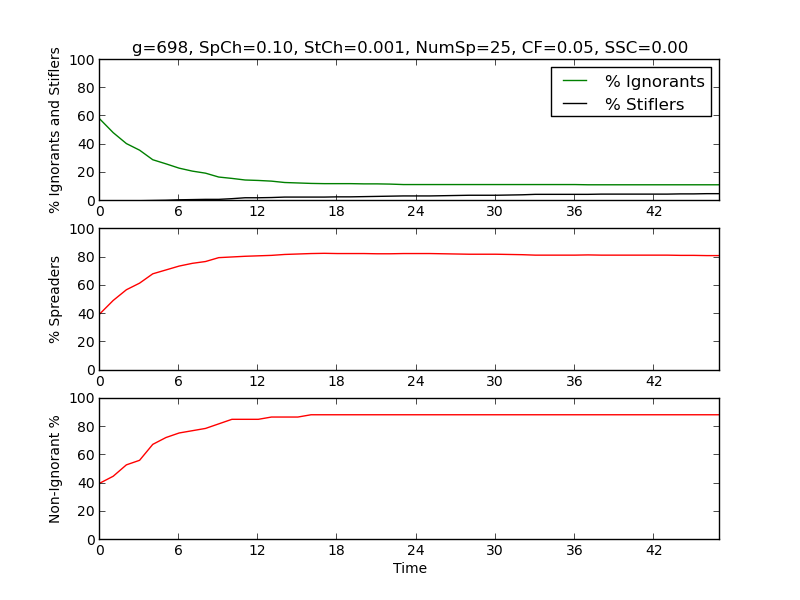 g=698, SpCh=0.10, StCh=0.001, NumSp=25, CF=0.05, SSC=0.00
% Ignorants and Stiflers
100
80
60
40
20
0
% Ignorants
% Stiflers
0 6 12 18 24 30 36 42
% Spreaders
100
80
60
40
20
0
0 6 12 18 24 30 36 42
Non-Ignorant %
100
80
60
40
20
0
0 6 12 18 24 30 36 42
Time